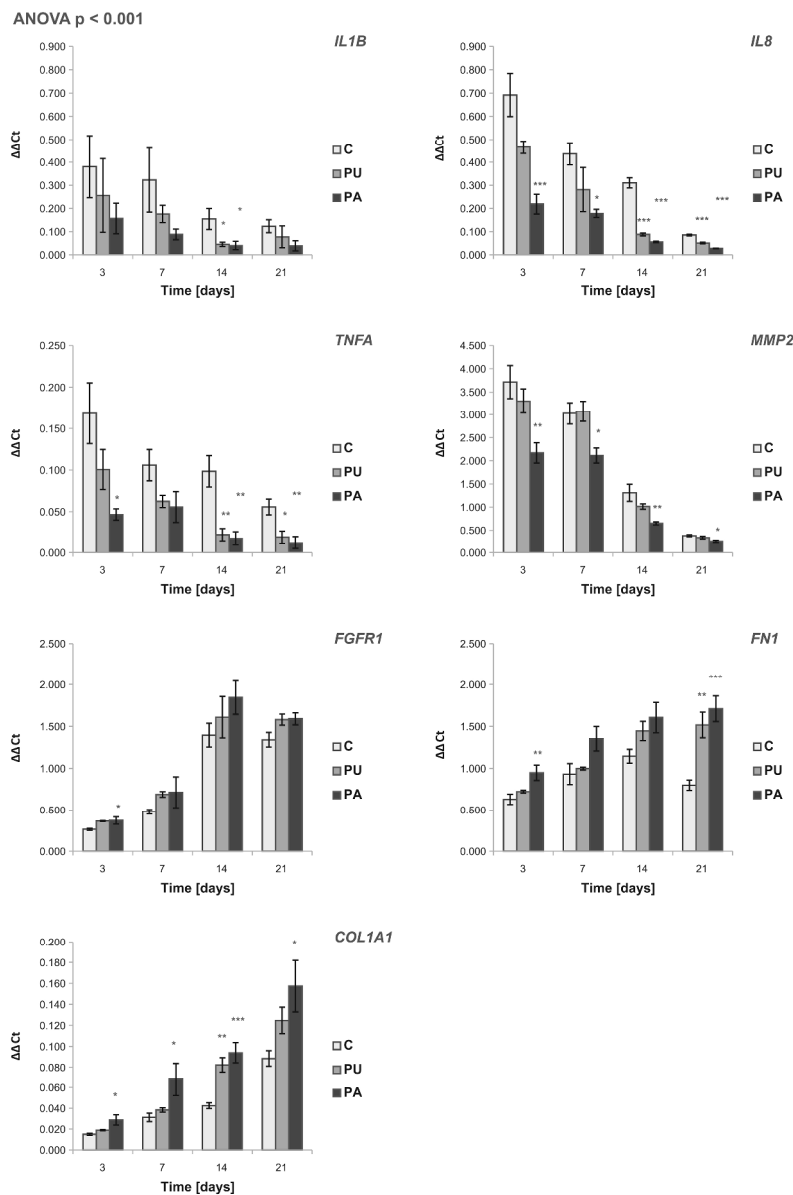 ANOVA p < 0.001
IL1B
0.900
0.800
0.700
0.600
0.500
0.400
0.300
0.200
0.100
0.000
ΔΔCt
* *
3 7 14 21
Time [days]
C
PU
PA
IL8
0.900
0.800
0.700
0.600
0.500
0.400
0.300
0.200
0.100
0.000
ΔΔCt
*** * *** *** *** ***
3 7 14 21
Time [days]
C
PU
PA
TNFA
0.250
0.200
0.150
0.100
0.050
0.000
ΔΔCt
* ** ** * **
3 7 14 21
Time [days]
C
PU
PA
MMP2
4.500
4.000
3.500
3.000
2.500
2.000
1.500
1.000
0.500
0.000
ΔΔCt
** * ** *
3 7 14 21
Time [days]
C
PU
PA
FGFR1
2.500
2.000
1.500
1.000
0.500
0.000
ΔΔCt
*
3 7 14 21
Time [days]
C
PU
PA
FN1
2.500
2.000
1.500
1.000
0.500
0.000
ΔΔCt
** ** ***
3 7 14 21
Time [days]
C
PU
PA
COL1A1
0.200
0.180
0.160
0.140
0.120
0.100
0.080
0.060
0.040
0.020
0.000
ΔΔCt
* * ** *** *
3 7 14 21
Time [days]
C
PU
PA